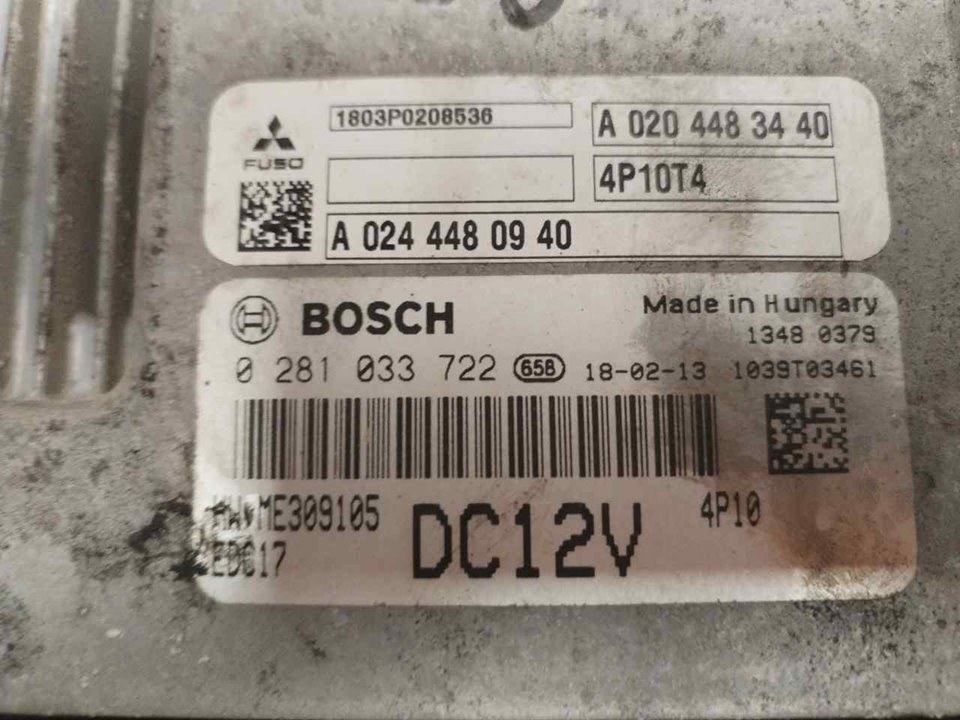 1803P0208536
A 020 448 34 40
FUSO
4P10T4
A 024 448 09 40
BOSCH
Made in Hungary
1348 0379
0 281 033 722 658 18-02-13 1039T03461
ME309105
DC12V
4P10
EDC17